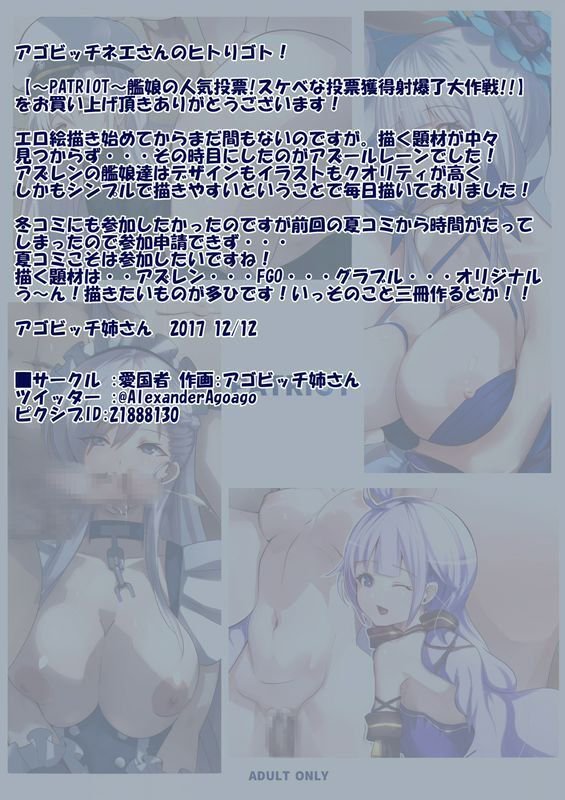 アゴビッチネエさんのヒトリゴト！
【～PATRIOT～艦娘の人気投票!スケベな投票獲得射爆了大作戦!!】
をお買い上げ頂きありがとうございます！
エロ絵描き始めてからまだ間もないのですが。描く題材が中々
見つからず・・・その時目にしたのがアズールレーンでした！
アズレンの艦娘達はデザインもイラストもクオリティが高く
しかもシンプルで描きやすいということで毎日描いておりました！
冬コミにも参加したかったのですが前回の夏コミから時間がたって
しまったので参加申請できず・・・
夏コミこそは参加したいですね！
描く題材は・・アズレン・・・FGO・・・グラブル・・・オリジナル
う～ん！描きたいものが多ひです！いっそのこと三冊作るとか！！
アゴビッチ姉さん 2017 12/12
■サークル :愛国者 作画:アゴビッチ姉さん
ツイッター :@AlexanderAgoago
PATRIOT
ピクシブID:21888130
ADULT ONLY